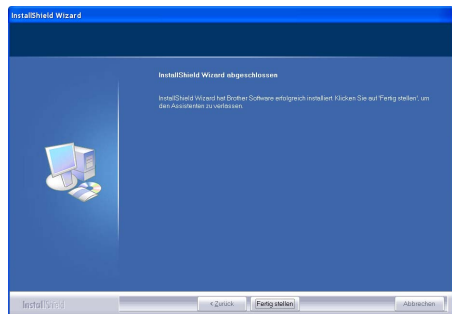 InstallShield Wizard
InstallShield Wizard abgeschlossen
InstallShield Wizard hat Brother Software erfolgreich installiert. Klicken Sie auf 'Fertig stellen', um
den Assistenten zu verlassen.
InstallShield
< Zurück
Fertig stellen
Abbrechen